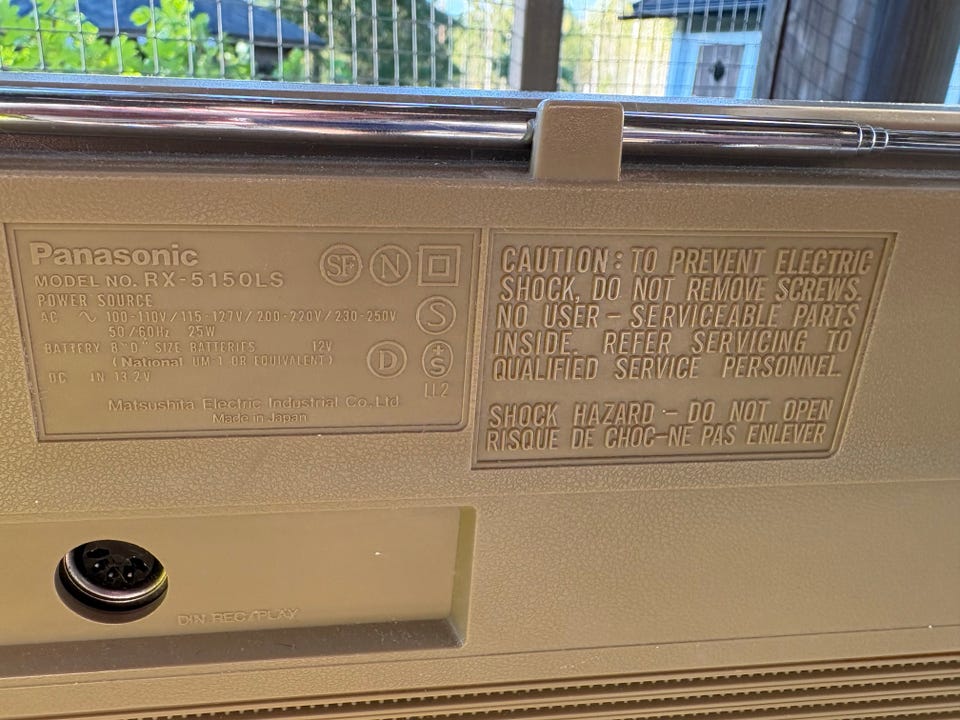 Panasonic
MODEL NO. RX-5150LS
POWER SOURCE
AC ∿ 100-110V/115-127V/200-220V/230-250V
50/60Hz 25W
BATTERY 8 "D" SIZE BATTERIES 12V
(National UM-1 OR EQUIVALENT)
DC IN 13.2V
Matsushita Electric Industrial Co., Ltd.
Made in Japan
SF N
S
D +S
LL2
CAUTION: TO PREVENT ELECTRIC
SHOCK, DO NOT REMOVE SCREWS.
NO USER-SERVICEABLE PARTS
INSIDE. REFER SERVICING TO
QUALIFIED SERVICE PERSONNEL.
SHOCK HAZARD - DO NOT OPEN
RISQUE DE CHOC-NE PAS ENLEVER
DIN REC/PLAY